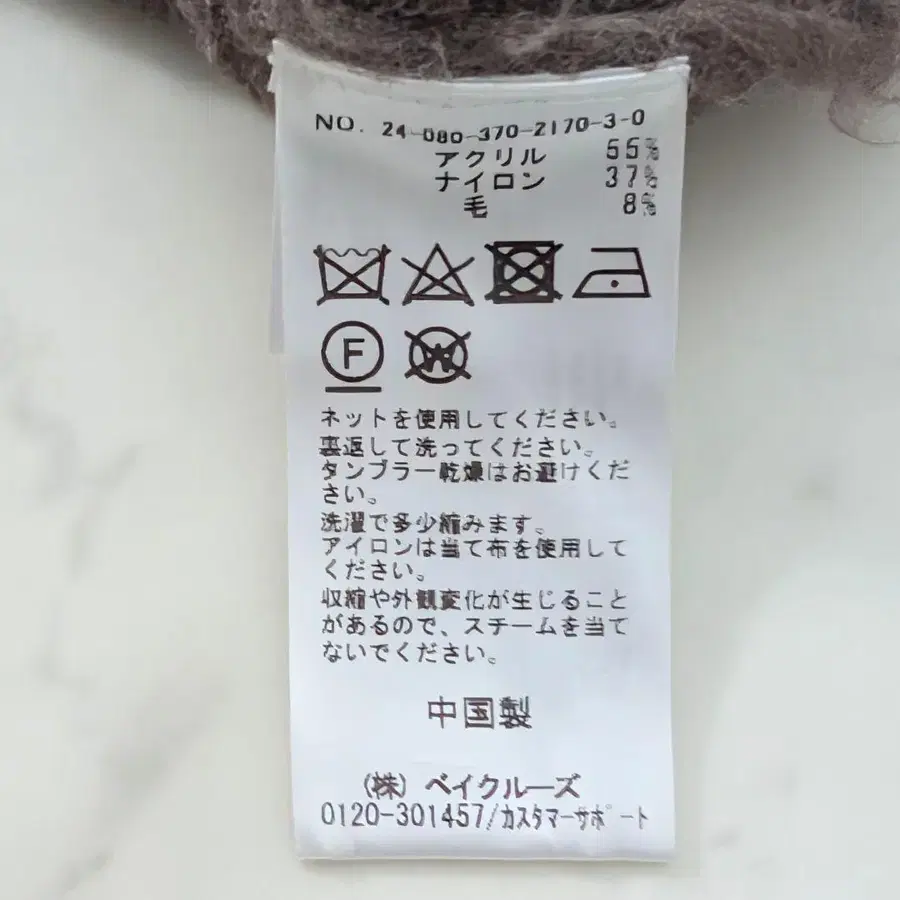 NO. 24-080-370-2170-3-0
アクリル 55%
ナイロン 37%
毛 8%
F
W
ネットを使用してください。
裏返して洗ってください。
タンブラー乾燥はお避けくだ
さい。
洗濯で多少縮みます。
アイロンは当て布を使用して
ください。
収縮や外観変化が生じること
があるので、スチームを当て
ないでください。
中国製
(株) ベイクルーズ
0120-301457/カスタマーサポート